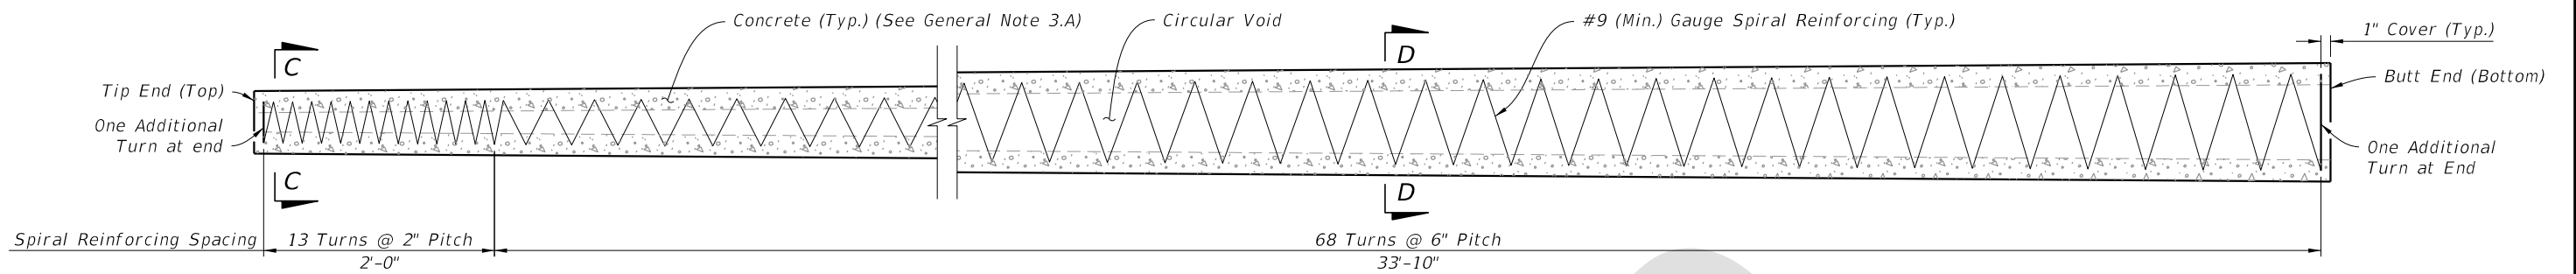 Concrete (Typ.) (See General Note 3.A)
Circular Void
#9 (Min.) Gauge Spiral Reinforcing (Typ.)
1" Cover (Typ.)
C
D
Tip End (Top)
Butt End (Bottom)
One Additional
Turn at end
One Additional
Turn at End
C
D
Spiral Reinforcing Spacing
13 Turns @ 2" Pitch
68 Turns @ 6" Pitch
2'-0"
33'-10"